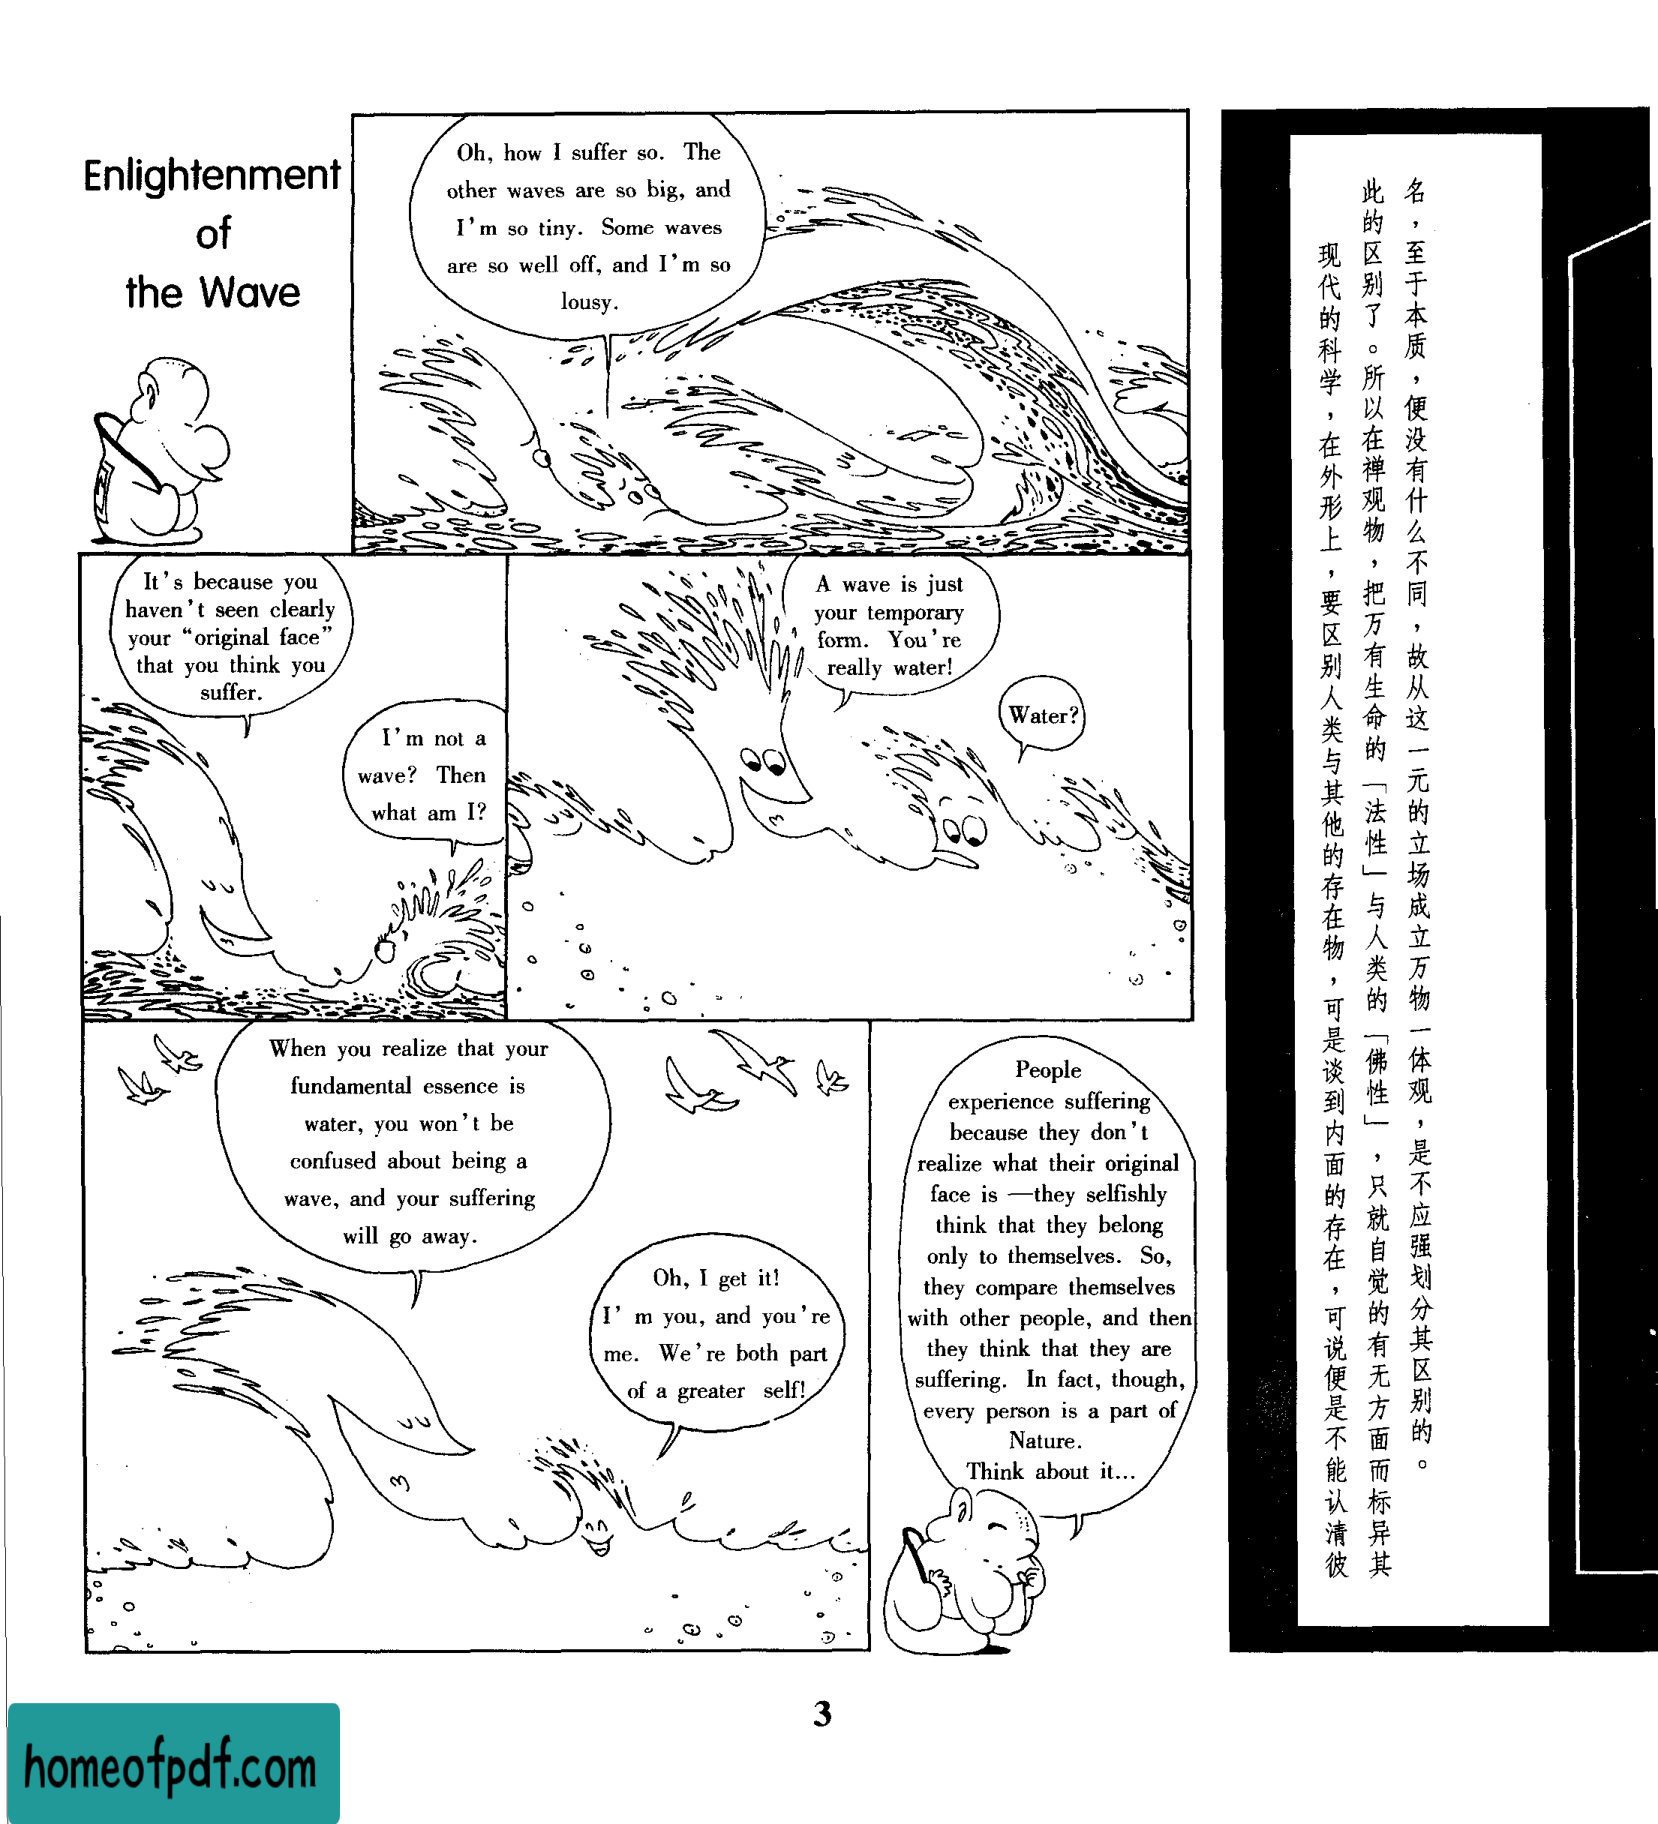 Enlightenment
of
the Wave
Oh, how I suffer so. The
other waves are so big, and
I'm so tiny. Some waves
are so well off, and I'm so
lousy.
It's because you
haven't seen clearly
your “original face”
that you think you
suffer.
I'm not a
wave? Then
what am I?
A wave is just
your temporary
form. You're
really water!
Water?
When you realize that your
fundamental essence is
water, you won't be
confused about being a
wave, and your suffering
will go away.
Oh, I get it!
I' m you, and you're
me. We're both part
of a greater self!
People
experience suffering
because they don't
realize what their original
face is —they selfishly
think that they belong
only to themselves. So,
they compare themselves
with other people, and then
they think that they are
suffering. In fact, though,
every person is a part of
Nature.
Think about it...
现代的科学，在外形上，要区别人类与其他的存在物，可是谈到内面的存在，可说便是不能认清彼
此的区别了。所以在禅观物，把万有生命的「法性」与人类的「佛性」，只就自觉的有无方面而标异其
名，至于本质，便没有什么不同，故从这一元的立场成立万物一体观，是不应强划分其区别的。
3
homeofpdf.com